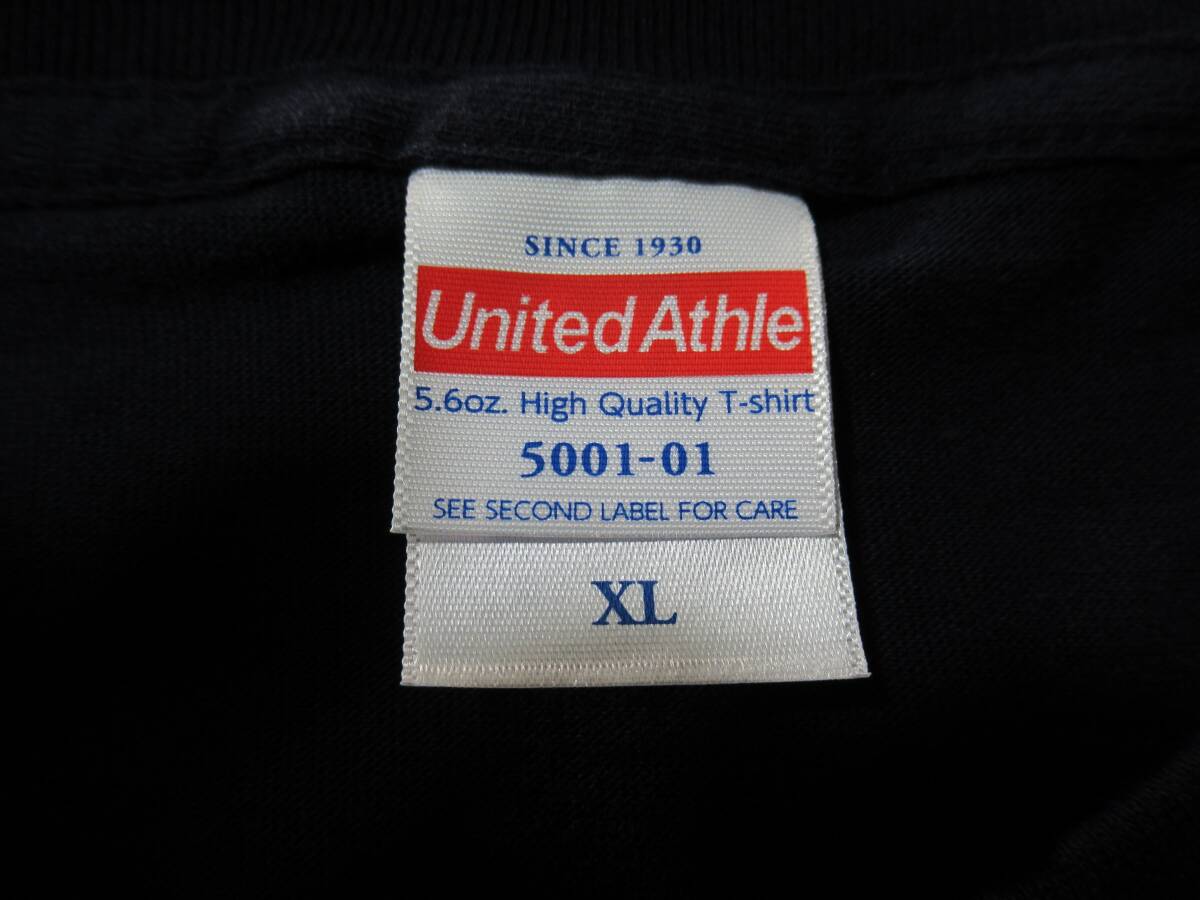 SINCE 1930
United Athle
5.6oz. High Quality T-shirt
5001-01
SEE SECOND LABEL FOR CARE
XL